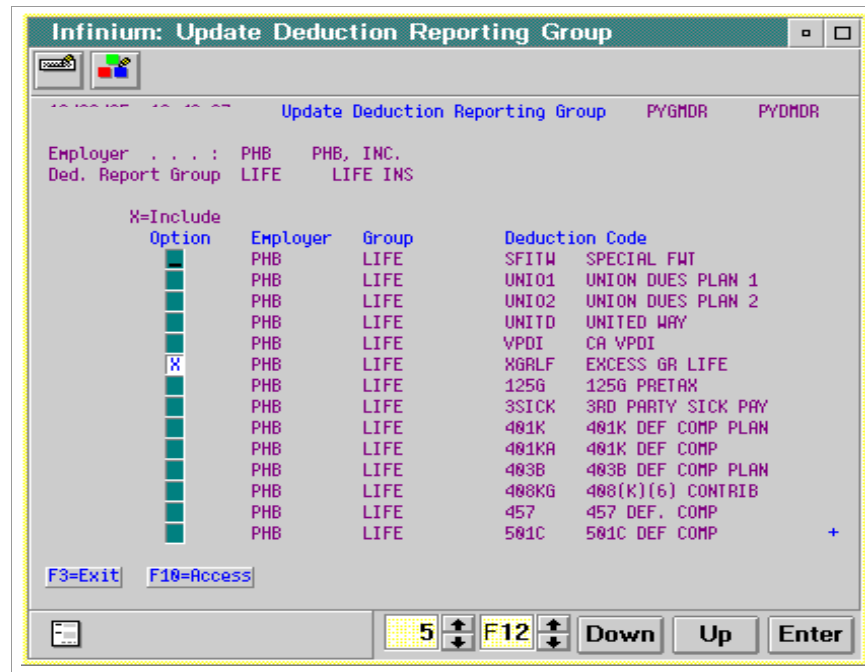 Infinium: Update Deduction Reporting Group
Update Deduction Reporting Group PYGMDR PYDMDR
Employer . . . : PHB PHB, INC.
Ded. Report Group LIFE LIFE INS
X=Include
Option Employer Group Deduction Code
PHB LIFE SFITW SPECIAL FWT
PHB LIFE UNIO1 UNION DUES PLAN 1
PHB LIFE UNIO2 UNION DUES PLAN 2
PHB LIFE UNITD UNITED WAY
PHB LIFE VPDI CA VPDI
X PHB LIFE XGRLF EXCESS GR LIFE
PHB LIFE 125G 125G PRETAX
PHB LIFE 3SICK 3RD PARTY SICK PAY
PHB LIFE 401K 401K DEF COMP PLAN
PHB LIFE 401KA 401K DEF COMP
PHB LIFE 403B 403B DEF COMP PLAN
PHB LIFE 408KG 408(K)(6) CONTRIB
PHB LIFE 457 457 DEF. COMP
PHB LIFE 501C 501C DEF COMP +
F3=Exit F10=Access
5 F12 Down Up Enter